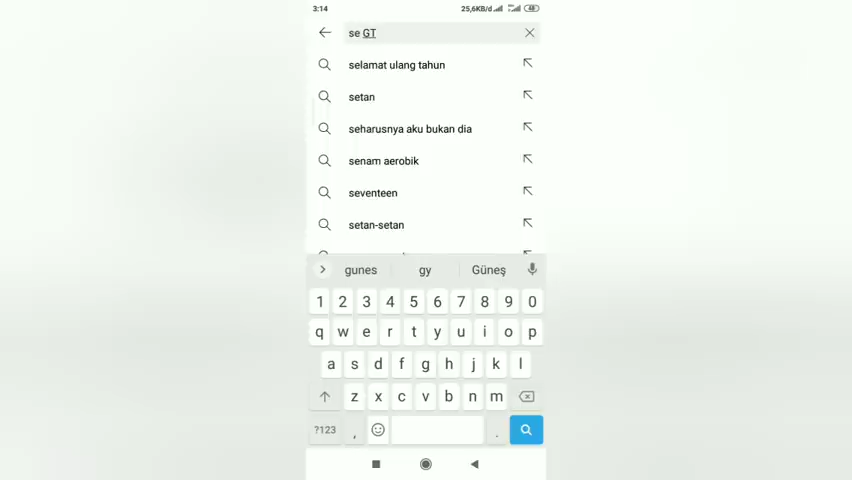 3:14 25,6KB/s 48
se GT
selamat ulang tahun
setan
seharusnya aku bukan dia
senam aerobik
seventeen
setan-setan
gunes gy Güneş
1 2 3 4 5 6 7 8 9 0
q w e r t y u i o p
a s d f g h j k l
z x c v b n m
?123 , .